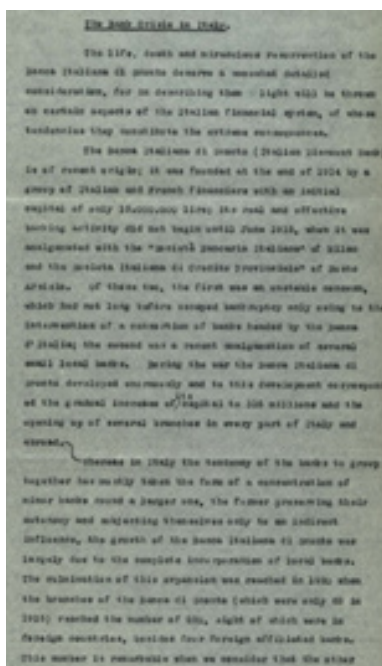 The Bank Crisis in Italy.
The life, death and miraculous resurrection of the
Banca Italiana di Sconto deserve a somewhat detailed
consideration, for in describing them light will be thrown
on certain aspects of the Italian financial system, of whose
tendencies they constitute the extreme consequences.
The Banca Italiana di Sconto (Italian Discount Bank)
is of recent origin; it was founded at the end of 1914 by a
group of Italian and French financiers with an initial
capital of only 15.000.000 lire; its real and effective
banking activity did not begin until June 1915, when it was
amalgamated with the "Società Bancaria Italiana" of Milan
and the Società Italiana di Credito Provinciale" of Busto
Arsizio. Of these two, the first was an unstable concern,
which had not long before escaped bankruptcy only owing to the
intervention of a consortium of banks headed by the Banca
d'Italia; the second was a recent amalgamation of several
small local banks. During the war the Banca Italiana di
Sconto developed enormously and to this development correspond
ed the gradual increase of its capital to 315 millions and the
opening up of several branches in every part of Italy and
abroad.
Whereas in Italy the tendency of the banks to group
together has mostly taken the form of a concentration of
minor banks round a larger one, the former preserving their
autonomy and subjecting themselves only to an indirect
influence, the growth of the Banca Italiana di Sconto was
largely due to the complete incorporation of local banks.
The culmination of this expansion was reached in 1920 when
the branches of the Banca di Sconto (which were only in
1915) reached the number of eight of which were in
foreign countries, besides four foreign affiliated banks.
This number is remarkable when we consider that the other